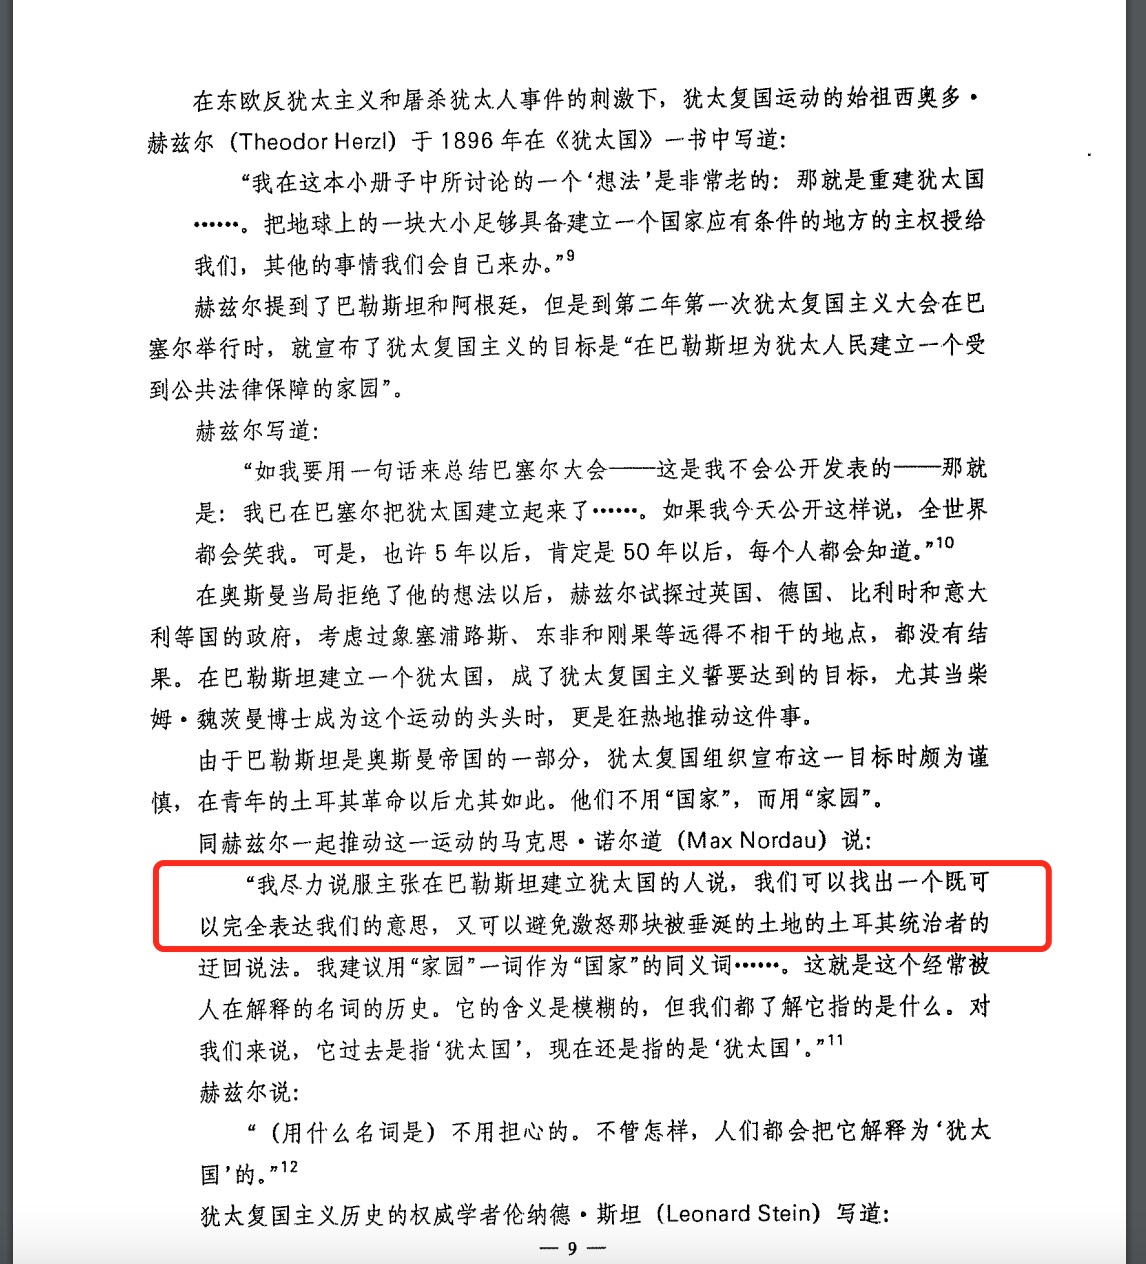 在东欧反犹太主义和屠杀犹太人事件的刺激下，犹太复国运动的始祖西奥多·
赫兹尔（Theodor Herzl）于 1896 年在《犹太国》一书中写道：
“我在这本小册子中所讨论的一个‘想法’是非常老的：那就是重建犹太国
……。把地球上的一块大小足够具备建立一个国家应有条件的地方的主权授给
我们，其他的事情我们会自己来办。”9
赫兹尔提到了巴勒斯坦和阿根廷，但是到第二年第一次犹太复国主义大会在巴
塞尔举行时，就宣布了犹太复国主义的目标是“在巴勒斯坦为犹太人民建立一个受
到公共法律保障的家园”。
赫兹尔写道：
“如我要用一句话来总结巴塞尔大会——这是我不会公开发表的——那就
是：我已在巴塞尔把犹太国建立起来了……。如果我今天公开这样说，全世界
都会笑我。可是，也许 5 年以后，肯定是 50 年以后，每个人都会知道。”10
在奥斯曼当局拒绝了他的想法以后，赫兹尔试探过英国、德国、比利时和意大
利等国的政府，考虑过象塞浦路斯、东非和刚果等远得不相干的地点，都没有结
果。在巴勒斯坦建立一个犹太国，成了犹太复国主义誓要达到的目标，尤其当柴
姆·魏茨曼博士成为这个运动的头头时，更是狂热地推动这件事。
由于巴勒斯坦是奥斯曼帝国的一部分，犹太复国组织宣布这一目标时颇为谨
慎，在青年的土耳其革命以后尤其如此。他们不用“国家”，而用“家园”。
同赫兹尔一起推动这一运动的马克思·诺尔道（Max Nordau）说：
“我尽力说服主张在巴勒斯坦建立犹太国的人说，我们可以找出一个既可
以完全表达我们的意思，又可以避免激怒那块被垂涎的土地的土耳其统治者的
迂回说法。我建议用“家园”一词作为“国家”的同义词……。这就是这个经常被
人在解释的名词的历史。它的含义是模糊的，但我们都了解它指的是什么。对
我们来说，它过去是指‘犹太国’，现在还是指的是‘犹太国’。”11
赫兹尔说：
“（用什么名词是）不用担心的。不管怎样，人们都会把它解释为‘犹太
国’的。”12
犹太复国主义历史的权威学者伦纳德·斯坦（Leonard Stein）写道：
— 9 —